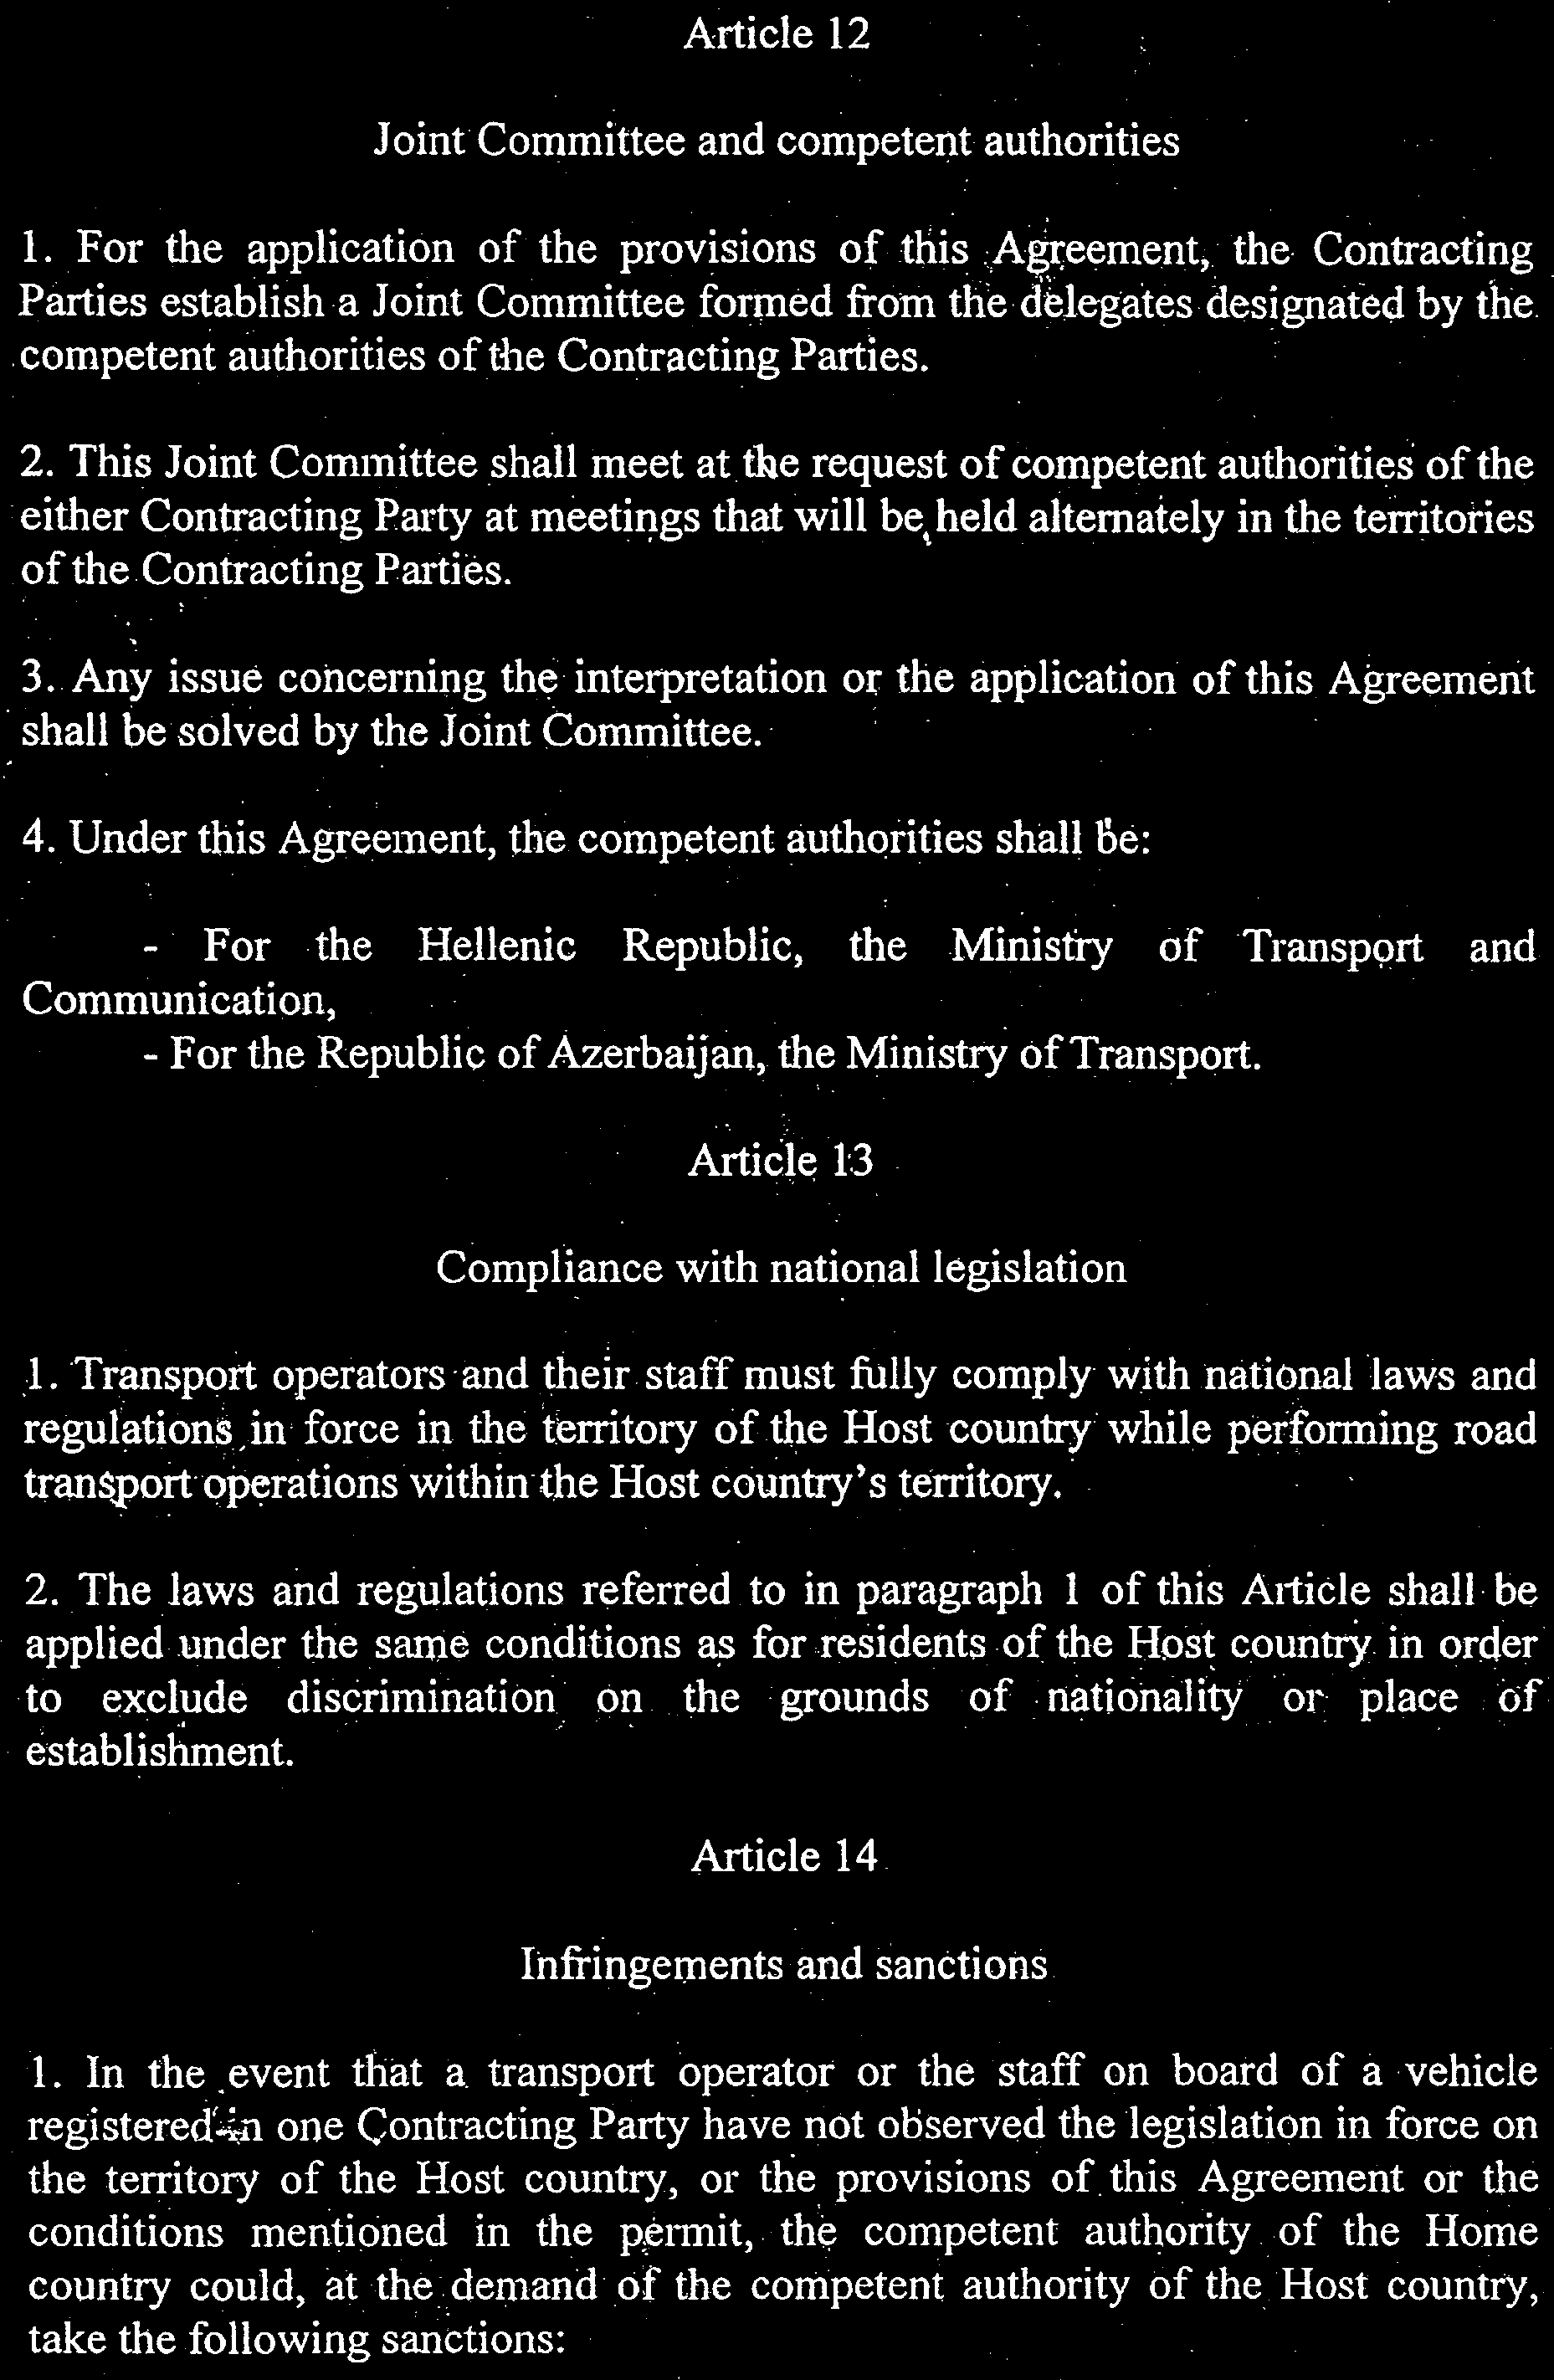 Article 12
Joint Committee and competent authorities
1. For the application of the provisions of this Agreement, the Contracting
Parties establish a Joint Committee formed from the delegates designated by the
competent authorities of the Contracting Parties.
2. This Joint Committee shall meet at the request of competent authorities of the
either Contracting Party at meetings that will be held alternately in the territories
of the Contracting Parties.
3. Any issue concerning the interpretation or the application of this Agreement
shall be solved by the Joint Committee.
4. Under this Agreement, the competent authorities shall be:
- For the Hellenic Republic, the Ministry of Transport and
Communication,
- For the Republic of Azerbaijan, the Ministry of Transport.
Article 13
Compliance with national legislation
1. Transport operators and their staff must fully comply with national laws and
regulations in force in the territory of the Host country while performing road
transport operations within the Host country's territory.
2. The laws and regulations referred to in paragraph 1 of this Article shall be
applied under the same conditions as for residents of the Host country in order
to exclude discrimination on the grounds of nationality or place of
establishment.
Article 14
Infringements and sanctions
1. In the event that a transport operator or the staff on board of a vehicle
registered in one Contracting Party have not observed the legislation in force on
the territory of the Host country, or the provisions of this Agreement or the
conditions mentioned in the permit, the competent authority of the Home
country could, at the demand of the competent authority of the Host country,
take the following sanctions: